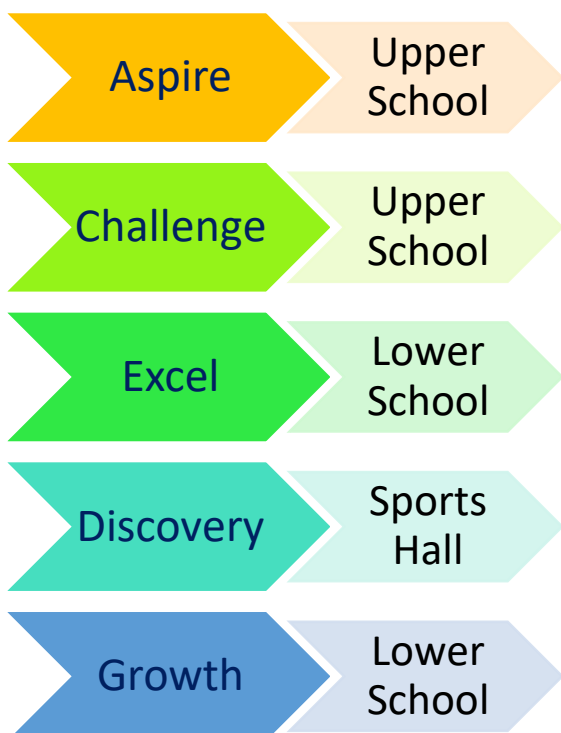 Aspire
Upper
School
Challenge
Upper
School
Excel
Lower
School
Discovery
Sports
Hall
Growth
Lower
School